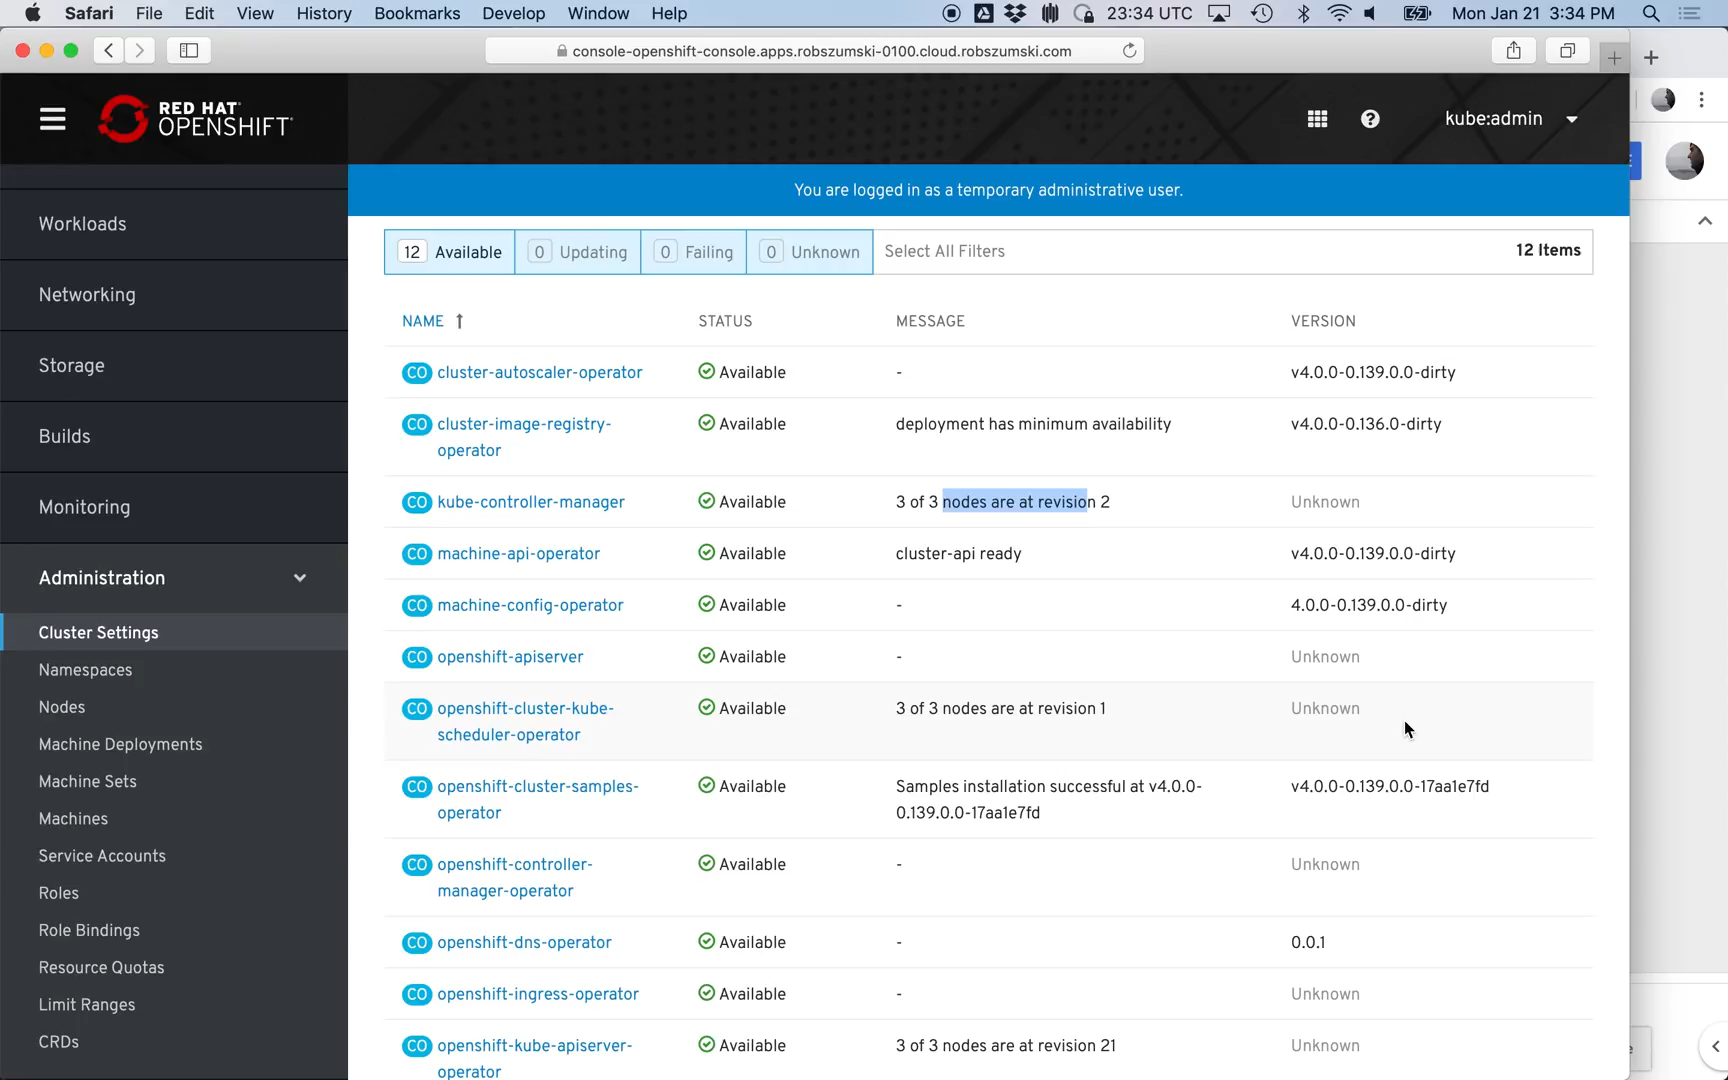 Safari File Edit View History Bookmarks Develop Window Help 23:34 UTC Mon Jan 21 3:34 PM
console-openshift-console.apps.robszumski-0100.cloud.robszumski.com
RED HAT
OPENSHIFT
kube:admin
You are logged in as a temporary administrative user.
Workloads
Networking
Storage
Builds
Monitoring
Administration
Cluster Settings
Namespaces
Nodes
Machine Deployments
Machine Sets
Machines
Service Accounts
Roles
Role Bindings
Resource Quotas
Limit Ranges
CRDs
12 Available 0 Updating 0 Failing 0 Unknown Select All Filters 12 Items
NAME STATUS MESSAGE VERSION
CO cluster-autoscaler-operator Available - v4.0.0-0.139.0.0-dirty
CO cluster-image-registry- Available deployment has minimum availability v4.0.0-0.136.0-dirty
operator
CO kube-controller-manager Available 3 of 3 nodes are at revision 2 Unknown
CO machine-api-operator Available cluster-api ready v4.0.0-0.139.0.0-dirty
CO machine-config-operator Available - 4.0.0-0.139.0.0-dirty
CO openshift-apiserver Available - Unknown
CO openshift-cluster-kube- Available 3 of 3 nodes are at revision 1 Unknown
scheduler-operator
CO openshift-cluster-samples- Available Samples installation successful at v4.0.0- v4.0.0-0.139.0.0-17aa1e7fd
operator 0.139.0.0-17aa1e7fd
CO openshift-controller- Available - Unknown
manager-operator
CO openshift-dns-operator Available - 0.0.1
CO openshift-ingress-operator Available - Unknown
CO openshift-kube-apiserver- Available 3 of 3 nodes are at revision 21 Unknown
operator